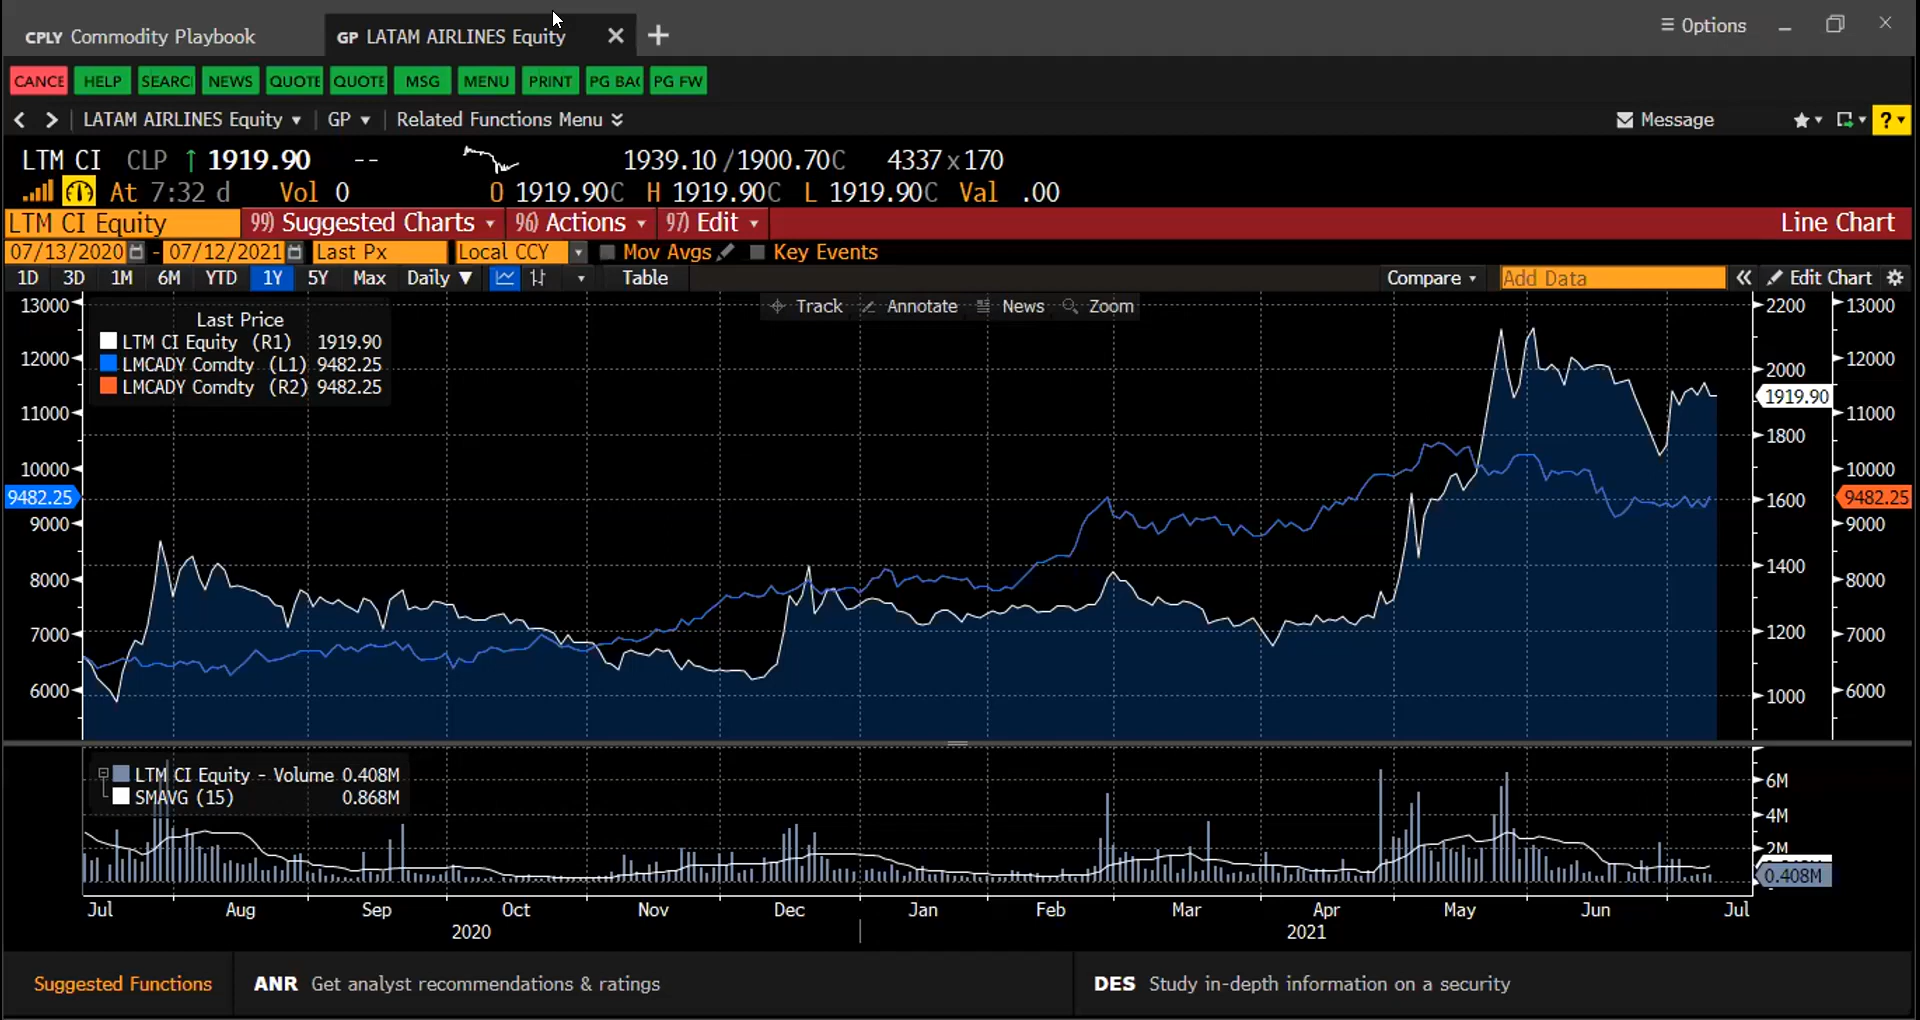 CPLY Commodity Playbook GP LATAM AIRLINES Equity Options
CANCE HELP SEARC NEWS QUOTE QUOTE MSG MENU PRINT PG BAC PG FW
LATAM AIRLINES Equity GP Related Functions Menu Message ?
LTM CI CLP ↑ 1919.90 -- 1939.10 /1900.70C 4337 x 170
At 7:32 d Vol 0 O 1919.90C H 1919.90C L 1919.90C Val .00
LTM CI Equity 99) Suggested Charts 96) Actions 97) Edit Line Chart
07/13/2020 - 07/12/2021 Last Px Local CCY Mov Avgs Key Events
1D 3D 1M 6M YTD 1Y 5Y Max Daily ▼ Table Compare Add Data « Edit Chart
Track Annotate News Zoom
Last Price
LTM CI Equity (R1) 1919.90
LMCADY Comdty (L1) 9482.25
LMCADY Comdty (R2) 9482.25
13000 2200 13000
12000 2000 12000
1919.90
11000 1800 11000
10000 10000
9482.25 1600 9482.25
9000 9000
8000 1400 8000
7000 1200 7000
6000 1000 6000
LTM CI Equity - Volume 0.408M
SMAVG (15) 0.868M
6M
4M
2M
0.408M
Jul Aug Sep Oct Nov Dec Jan Feb Mar Apr May Jun Jul
2020 2021
Suggested Functions ANR Get analyst recommendations & ratings DES Study in-depth information on a security